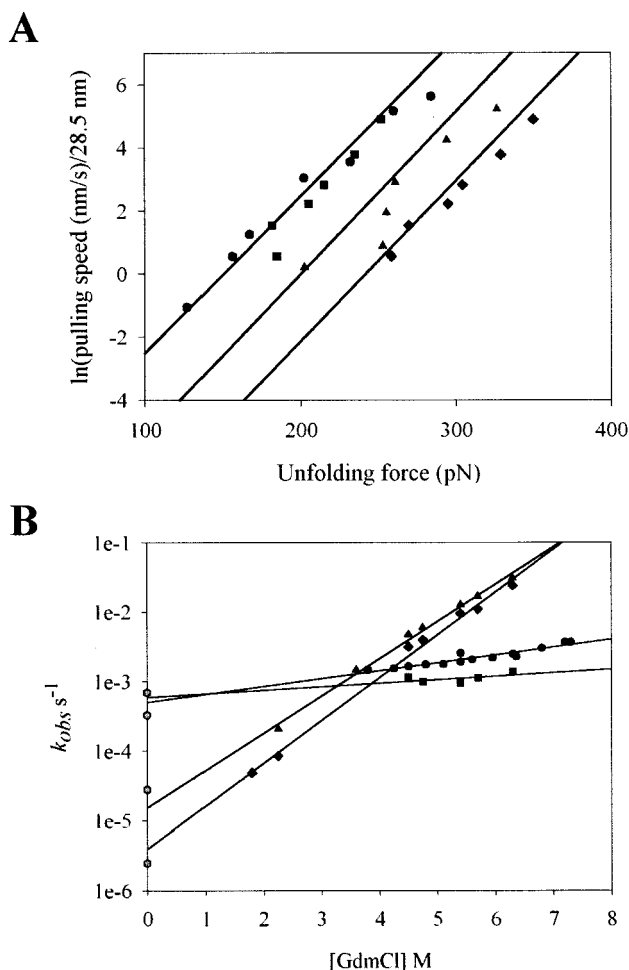 A
ln(pulling speed (nm/s)/28.5 nm)
6
4
2
0
-2
-4
100 200 300 400
Unfolding force (pN)
B
k_obs s⁻¹
1e-1
1e-2
1e-3
1e-4
1e-5
1e-6
0 1 2 3 4 5 6 7 8
[GdmCl] M